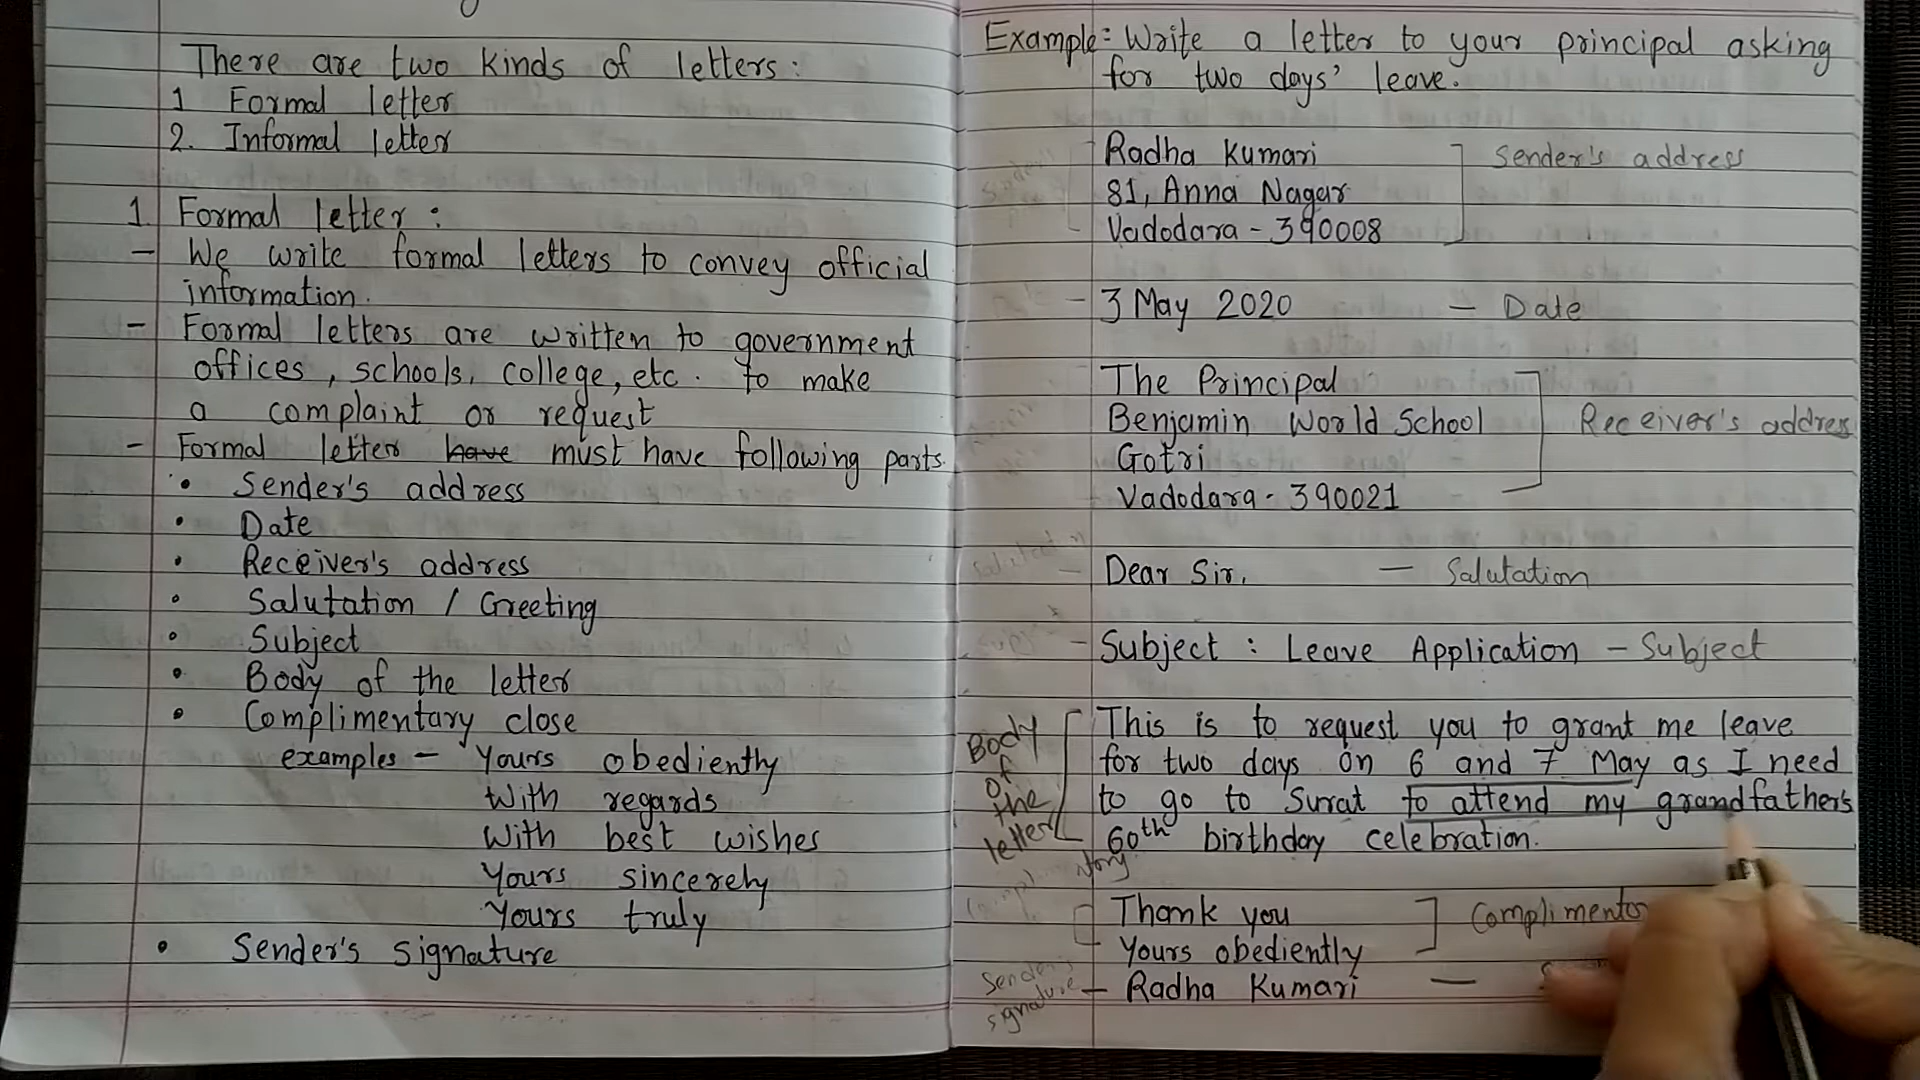 There are two kinds of letters:
1 Formal letter
2. Informal letter
1. Formal letter:
- We write formal letters to convey official
information.
- Formal letters are written to government
offices, schools, college, etc. to make
a complaint or request
- Formal letter have must have following parts.
• Sender's address
• Date
• Receiver's address
• Salutation / Greeting
• Subject
• Body of the letter
• Complimentary close
examples - Yours obediently
With regards
With best wishes
Yours sincerely
Yours truly
• Sender's signature
Example:- Write a letter to your principal asking
for two days' leave.
Radha Kumari Sender's address
81, Anna Nagar
Vadodara - 390008
- 3 May 2020 - Date
The Principal
Benjamin World School Receiver's address
Gotri
Vadodara - 390021
Dear Sir, - Salutation
- Subject : Leave Application - Subject
Body of the letter
This is to request you to grant me leave
for two days on 6 and 7 May as I need
to go to Surat to attend my grandfather's
60th birthday celebration.
Thank you
Yours obediently
Sender's signature - Radha Kumari -